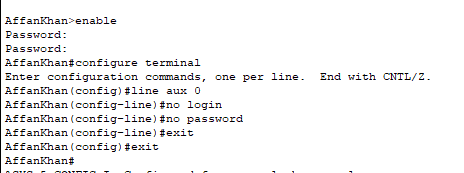 AffanKhan>enable
Password:
Password:
AffanKhan#configure terminal
Enter configuration commands, one per line.  End with CNTL/Z.
AffanKhan(config)#line aux 0
AffanKhan(config-line)#no login
AffanKhan(config-line)#no password
AffanKhan(config-line)#exit
AffanKhan(config)#exit
AffanKhan#